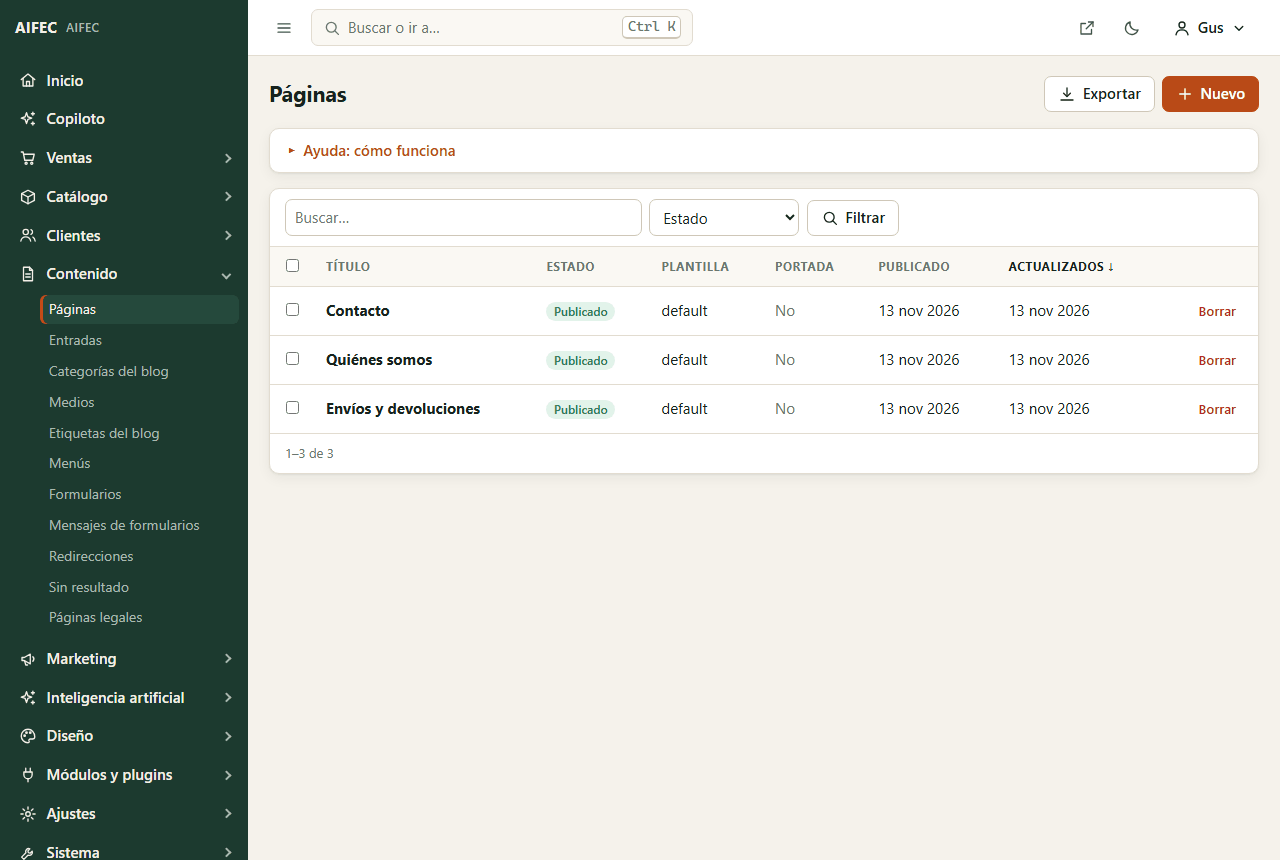 AIFEC AIFEC
Buscar o ir a... Ctrl K
Gus
Inicio
Copiloto
Ventas
Catálogo
Clientes
Contenido
Páginas
Entradas
Categorías del blog
Medios
Etiquetas del blog
Menús
Formularios
Mensajes de formularios
Redirecciones
Sin resultado
Páginas legales
Marketing
Inteligencia artificial
Diseño
Módulos y plugins
Ajustes
Sistema
Páginas
Exportar
Nuevo
Ayuda: cómo funciona
Buscar...
Estado
Filtrar
TÍTULO ESTADO PLANTILLA PORTADA PUBLICADO ACTUALIZADOS ↓
Contacto Publicado default No 13 nov 2026 13 nov 2026 Borrar
Quiénes somos Publicado default No 13 nov 2026 13 nov 2026 Borrar
Envíos y devoluciones Publicado default No 13 nov 2026 13 nov 2026 Borrar
1–3 de 3